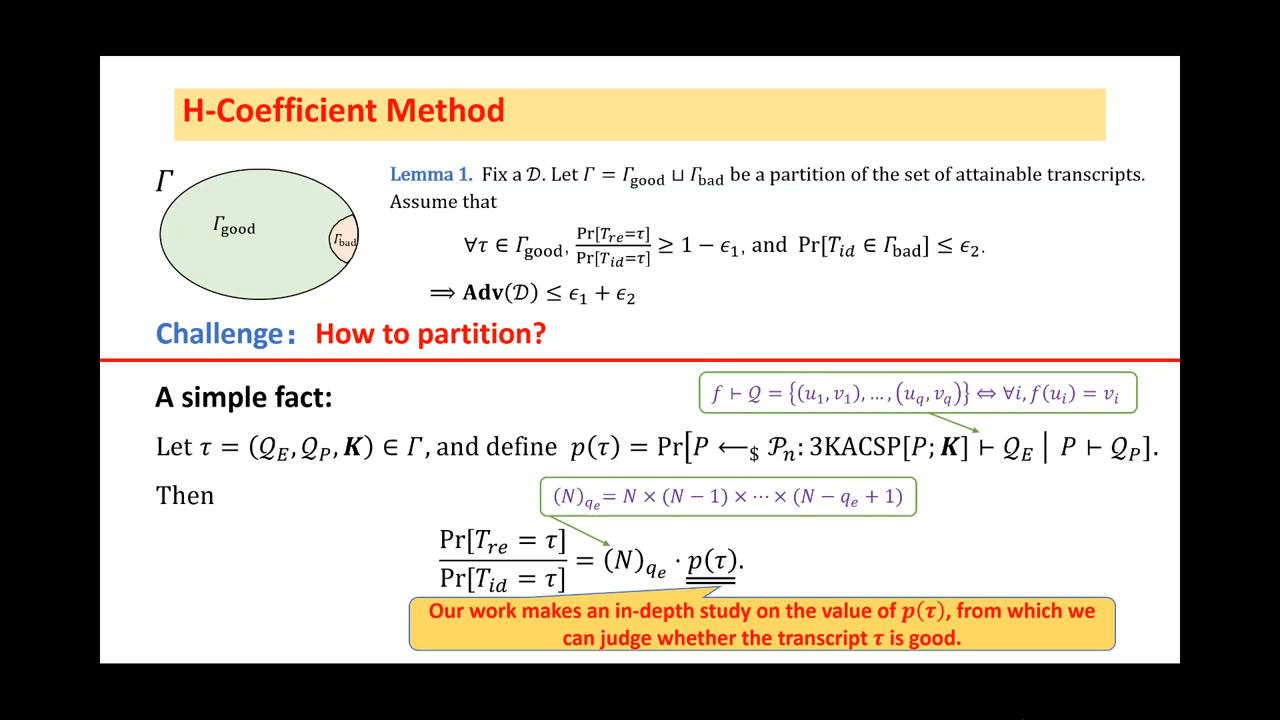 H-Coefficient Method
Γ
Γ_good
Γ_bad
Lemma 1. Fix a 𝒟. Let Γ = Γ_good ⊔ Γ_bad be a partition of the set of attainable transcripts.
Assume that
∀τ ∈ Γ_good, Pr[T_re=τ]/Pr[T_id=τ] ≥ 1 − ϵ₁, and Pr[T_id ∈ Γ_bad] ≤ ϵ₂.
⟹ Adv(𝒟) ≤ ϵ₁ + ϵ₂
Challenge: How to partition?
A simple fact:
f ⊢ 𝒬 = {(u₁, v₁), …, (u_q, v_q)} ⇔ ∀i, f(u_i) = v_i
Let τ = (𝒬_E, 𝒬_P, K) ∈ Γ, and define p(τ) = Pr[P ⟵_$ 𝒫_n: 3KACSP[P; K] ⊢ 𝒬_E | P ⊢ 𝒬_P].
Then
(N)_{q_e} = N × (N − 1) × ⋯ × (N − q_e + 1)
Pr[T_re = τ]/Pr[T_id = τ] = (N)_{q_e} · p(τ).
Our work makes an in-depth study on the value of p(τ), from which we
can judge whether the transcript τ is good.